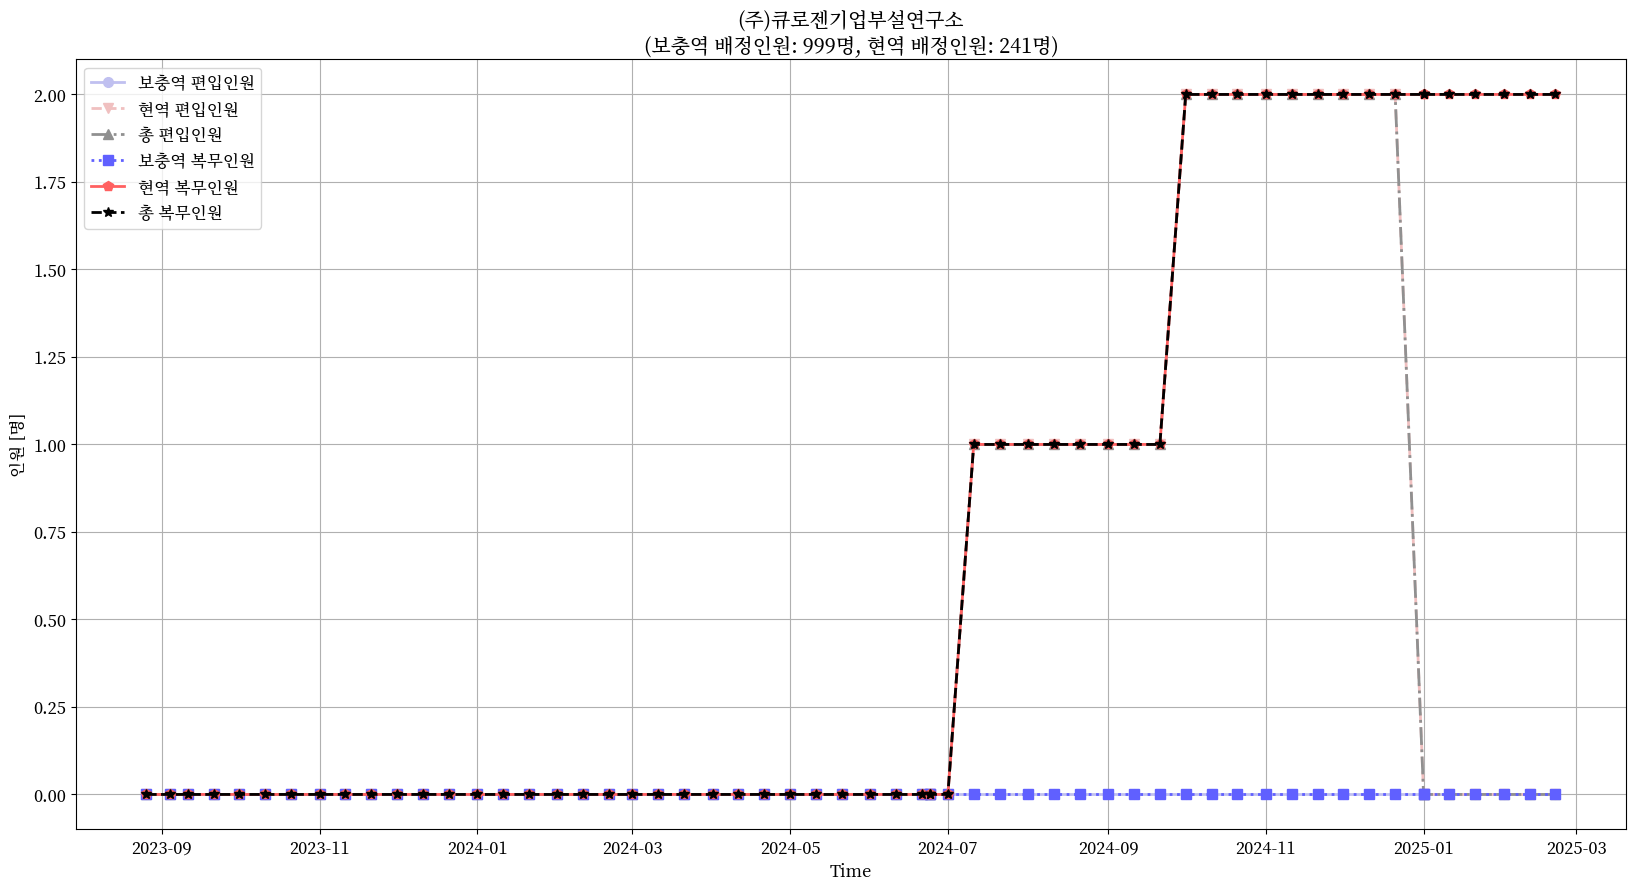 (주)큐로젠기업부설연구소
(보충역 배정인원: 999명, 현역 배정인원: 241명)
보충역 편입인원
현역 편입인원
총 편입인원
보충역 복무인원
현역 복무인원
총 복무인원
2.00
1.75
1.50
1.25
1.00
0.75
0.50
0.25
0.00
인원 [명]
2023-09
2023-11
2024-01
2024-03
2024-05
2024-07
2024-09
2024-11
2025-01
2025-03
Time